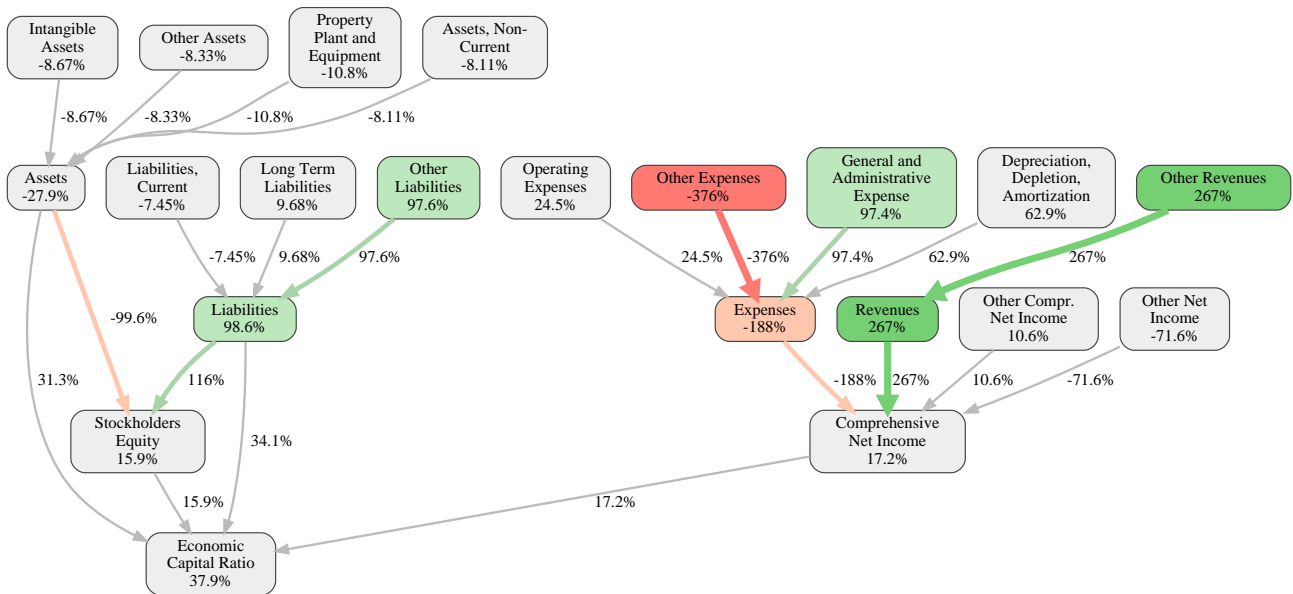 Intangible
Assets
-8.67%
Other Assets
-8.33%
Property
Plant and
Equipment
-10.8%
Assets, Non-
Current
-8.11%
-8.67%
-8.33%
-10.8%
-8.11%
Assets
-27.9%
Liabilities,
Current
-7.45%
Long Term
Liabilities
9.68%
Other
Liabilities
97.6%
Operating
Expenses
24.5%
Other Expenses
-376%
General and
Administrative
Expense
97.4%
Depreciation,
Depletion,
Amortization
62.9%
Other Revenues
267%
-7.45%
9.68%
97.6%
24.5%
-376%
97.4%
62.9%
267%
Liabilities
98.6%
Expenses
-188%
Revenues
267%
Other Compr.
Net Income
10.6%
Other Net
Income
-71.6%
-99.6%
31.3%
116%
34.1%
-188%
267%
10.6%
-71.6%
Stockholders
Equity
15.9%
Comprehensive
Net Income
17.2%
15.9%
17.2%
Economic
Capital Ratio
37.9%